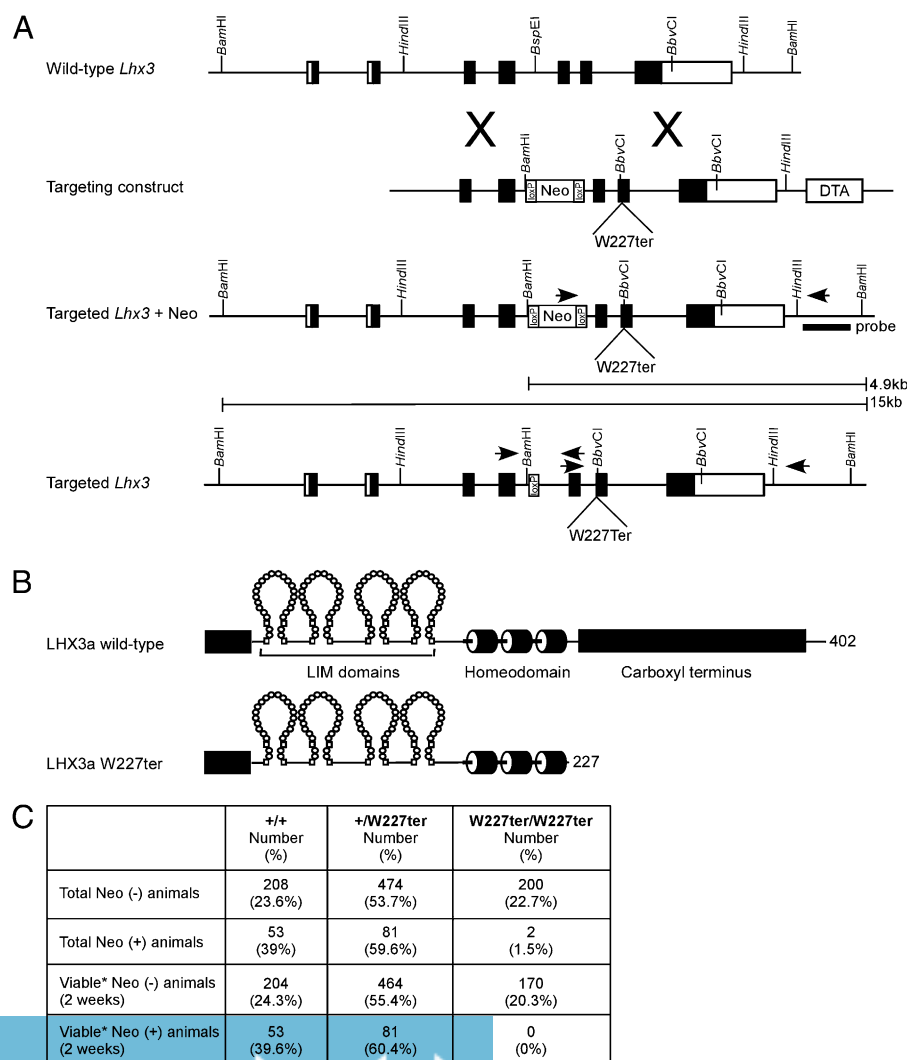 A
BamHI
HindIII
BspEI
BbvCI
HindIII
BamHI
Wild-type Lhx3
X
X
BamHI
BbvCI
BbvCI
HindIII
Targeting construct
loxP
Neo
loxP
DTA
W227ter
BamHI
HindIII
BamHI
BbvCI
BbvCI
HindIII
BamHI
Targeted Lhx3 + Neo
loxP
Neo
loxP
probe
W227ter
4.9kb
15kb
BamHI
HindIII
BamHI
BbvCI
BbvCI
HindIII
BamHI
Targeted Lhx3
loxP
W227Ter
B
LHX3a wild-type
402
LIM domains
Homeodomain
Carboxyl terminus
LHX3a W227ter
227
C
+/+ +/W227ter W227ter/W227ter
Number Number Number
(%) (%) (%)
Total Neo (-) animals
208 474 200
(23.6%) (53.7%) (22.7%)
Total Neo (+) animals
53 81 2
(39%) (59.6%) (1.5%)
Viable* Neo (-) animals 204 464 170
(2 weeks) (24.3%) (55.4%) (20.3%)
Viable* Neo (+) animals 53 81 0
(2 weeks) (39.6%) (60.4%) (0%)